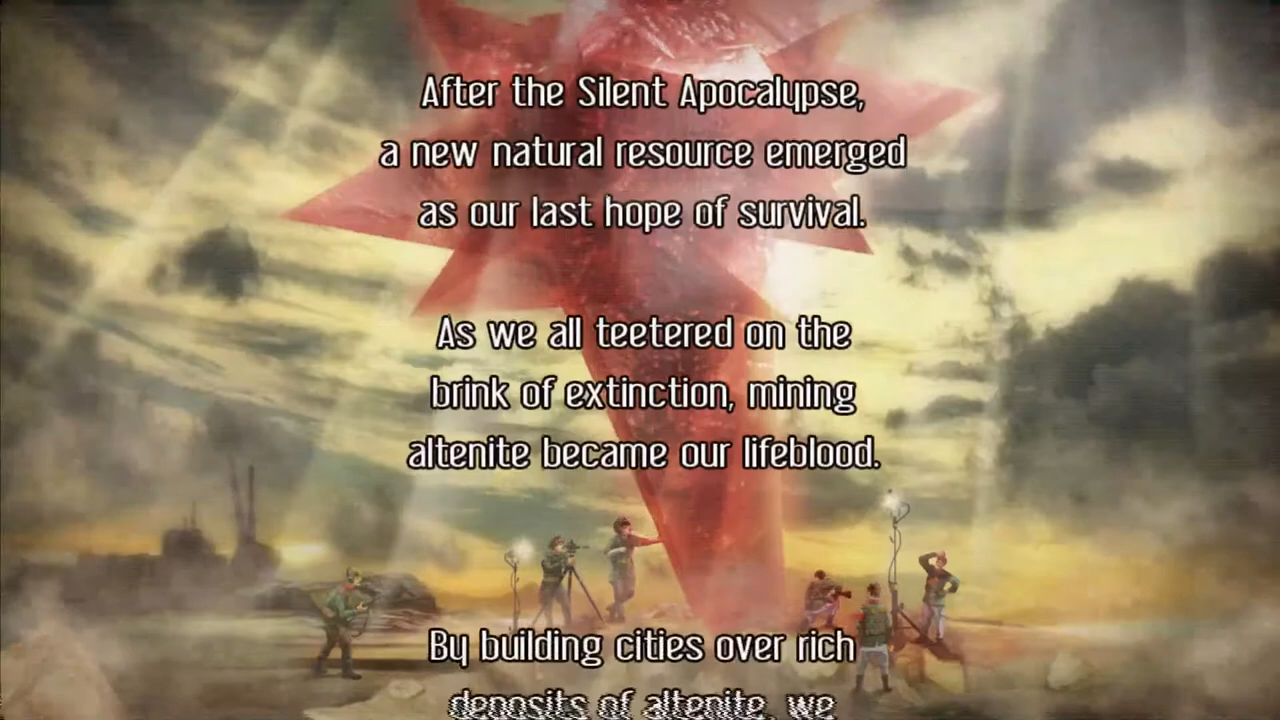 After the Silent Apocalypse,
a new natural resource emerged
as our last hope of survival.
As we all teetered on the
brink of extinction, mining
altenite became our lifeblood.
By building cities over rich
deposits of altenite, we